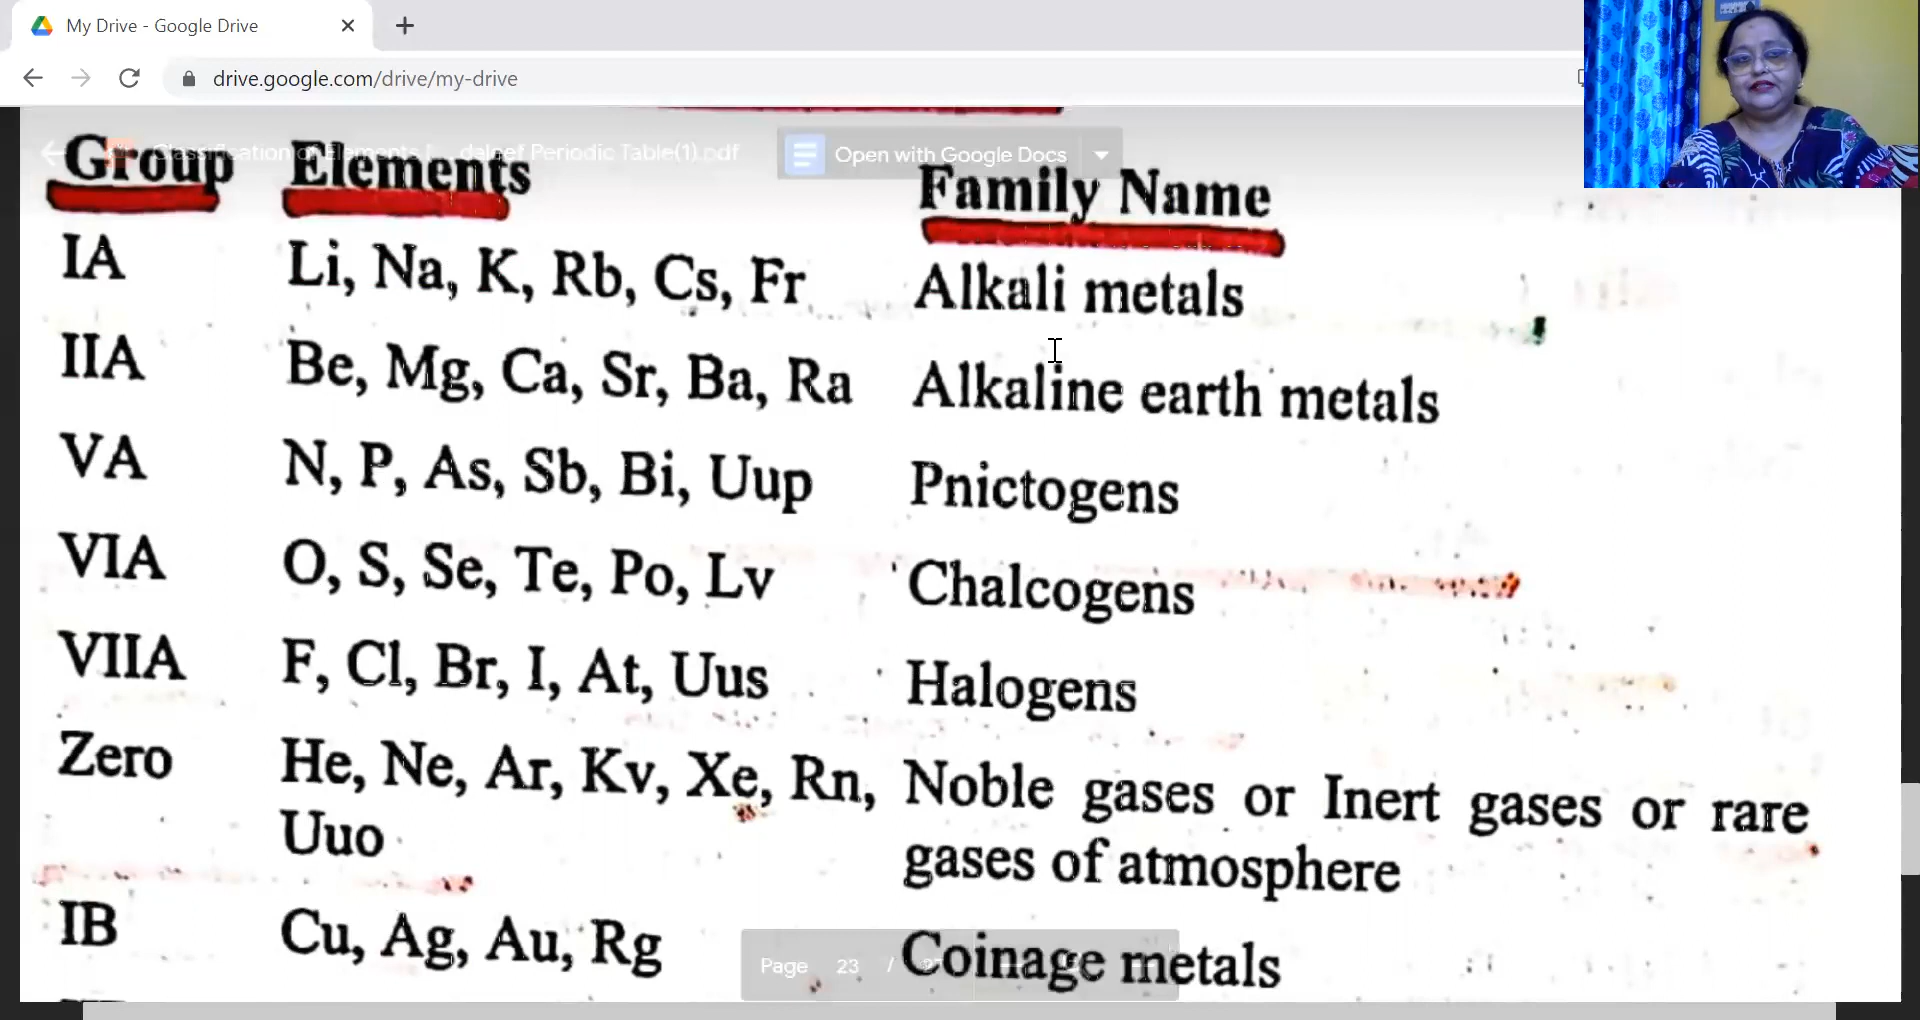 My Drive - Google Drive
drive.google.com/drive/my-drive
Open with Google Docs
Group Elements Family Name
IA Li, Na, K, Rb, Cs, Fr Alkali metals
IIA Be, Mg, Ca, Sr, Ba, Ra Alkaline earth metals
VA N, P, As, Sb, Bi, Uup Pnictogens
VIA O, S, Se, Te, Po, Lv Chalcogens
VIIA F, Cl, Br, I, At, Uus Halogens
Zero He, Ne, Ar, Kv, Xe, Rn, Noble gases or Inert gases or rare
Uuo gases of atmosphere
IB Cu, Ag, Au, Rg Coinage metals
Page 23 /